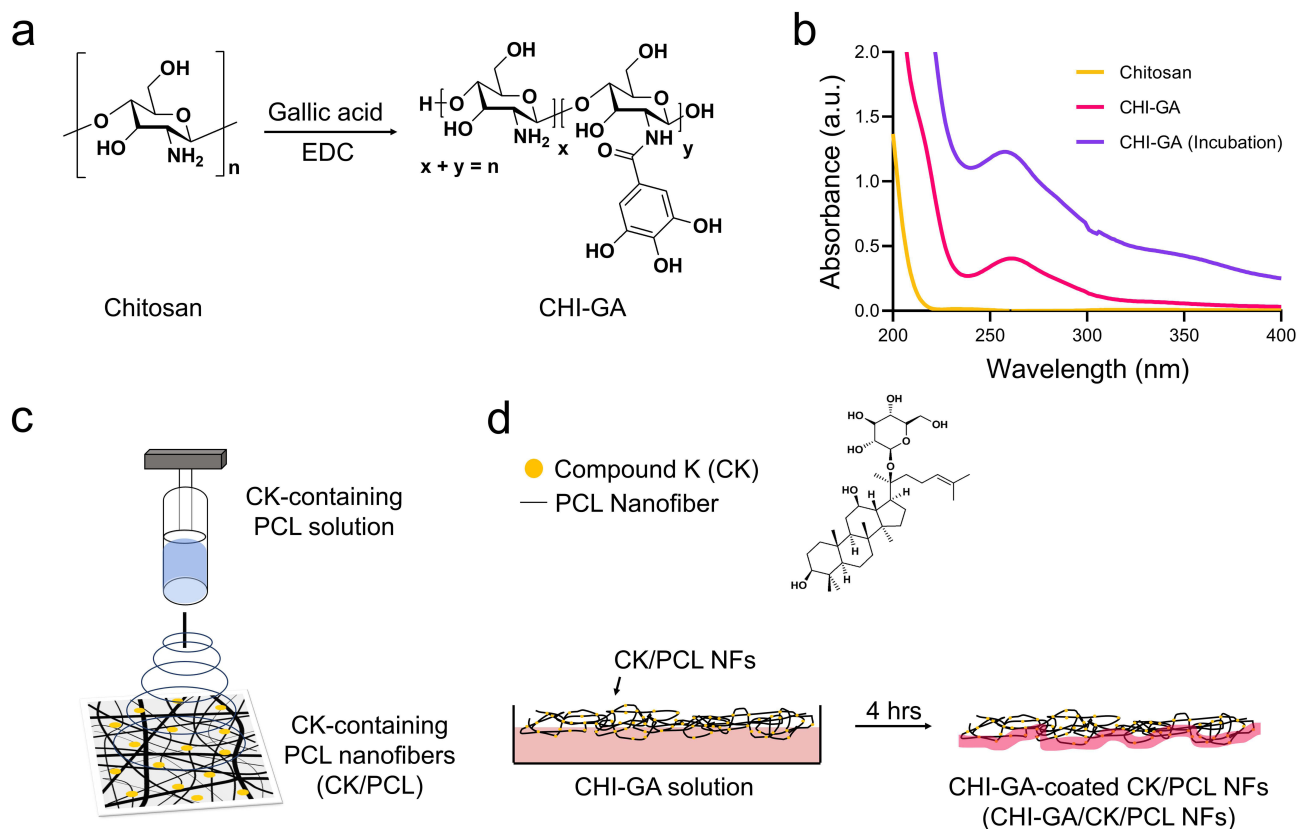 a
OH
O
HO
NH2
n
Gallic acid
EDC
OH
H
O
O
HO
NH2
x
x + y = n
OH
O
O
HO
NH
OH
y
O
OH
HO
OH
Chitosan
CHI-GA
b
2.0
1.5
1.0
0.5
0.0
Absorbance (a.u.)
200
250
300
350
400
Wavelength (nm)
Chitosan
CHI-GA
CHI-GA (Incubation)
c
CK-containing
PCL solution
CK-containing
PCL nanofibers
(CK/PCL)
d
Compound K (CK)
PCL Nanofiber
OH
HO
OH
O
HO
O
HO
H
H
H
HO
H
CK/PCL NFs
CHI-GA solution
4 hrs
CHI-GA-coated CK/PCL NFs
(CHI-GA/CK/PCL NFs)